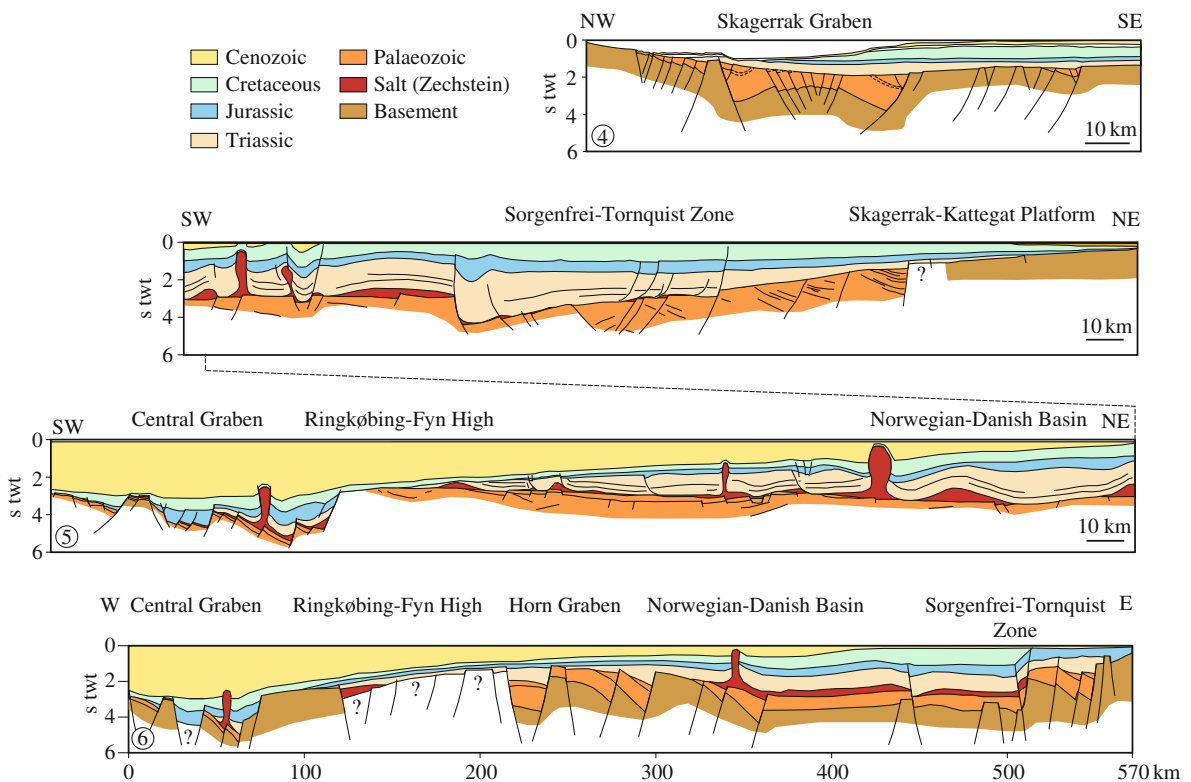 NW Skagerrak Graben SE
Cenozoic
Cretaceous
Jurassic
Triassic
Palaeozoic
Salt (Zechstein)
Basement
0
2
4
6
s twt
4
10 km
SW Sorgenfrei-Tornquist Zone Skagerrak-Kattegat Platform NE
0
2
4
6
s twt
?
10 km
SW Central Graben Ringkøbing-Fyn High Norwegian-Danish Basin NE
0
2
4
6
s twt
5
10 km
W Central Graben Ringkøbing-Fyn High Horn Graben Norwegian-Danish Basin Sorgenfrei-Tornquist E
Zone
0
2
4
6
s twt
6
? ? ? ?
0 100 200 300 400 500 570 km